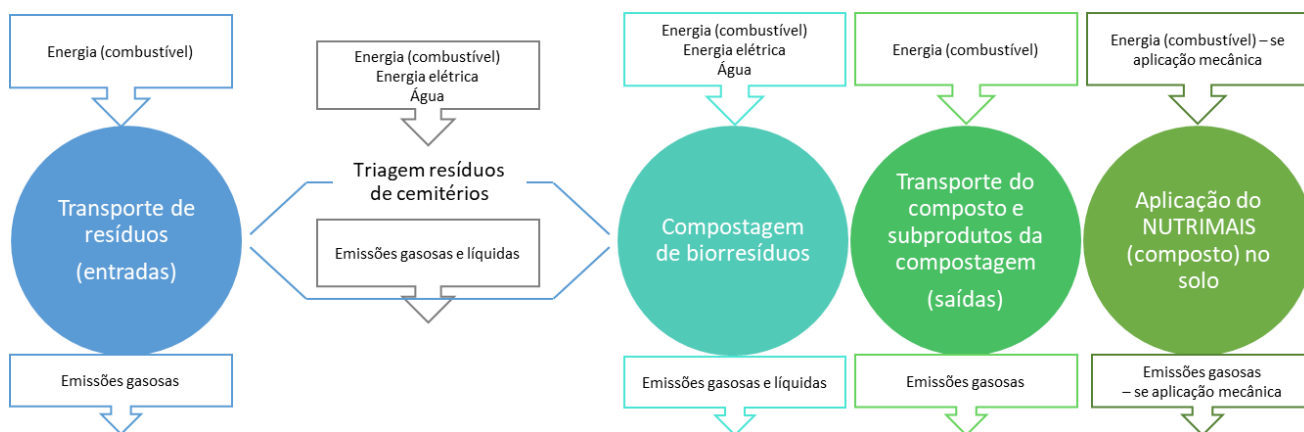 Energia (combustível)
Transporte de
resíduos
(entradas)
Emissões gasosas
Energia (combustível)
Energia elétrica
Água
Triagem resíduos
de cemitérios
Emissões gasosas e líquidas
Energia (combustível)
Energia elétrica
Água
Compostagem
de biorresíduos
Emissões gasosas e líquidas
Energia (combustível)
Transporte do
composto e
subprodutos da
compostagem
(saídas)
Emissões gasosas
Energia (combustível) – se
aplicação mecânica
Aplicação do
NUTRIMAIS
(composto) no
solo
Emissões gasosas
– se aplicação mecânica